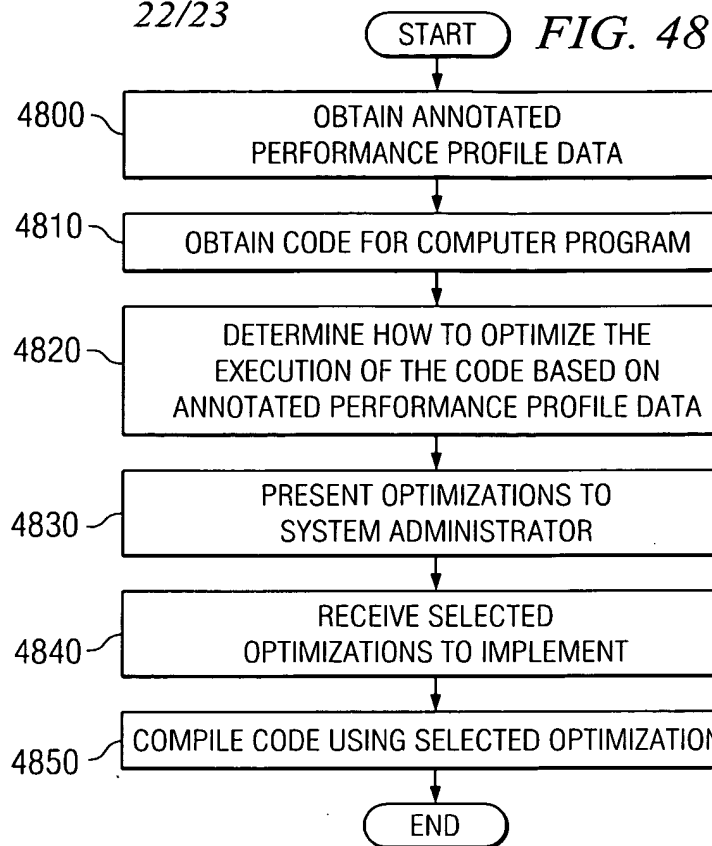 22/23
START
FIG. 48
4800
OBTAIN ANNOTATED
PERFORMANCE PROFILE DATA
4810
OBTAIN CODE FOR COMPUTER PROGRAM
4820
DETERMINE HOW TO OPTIMIZE THE
EXECUTION OF THE CODE BASED ON
ANNOTATED PERFORMANCE PROFILE DATA
4830
PRESENT OPTIMIZATIONS TO
SYSTEM ADMINISTRATOR
4840
RECEIVE SELECTED
OPTIMIZATIONS TO IMPLEMENT
4850
COMPILE CODE USING SELECTED OPTIMIZATION
END